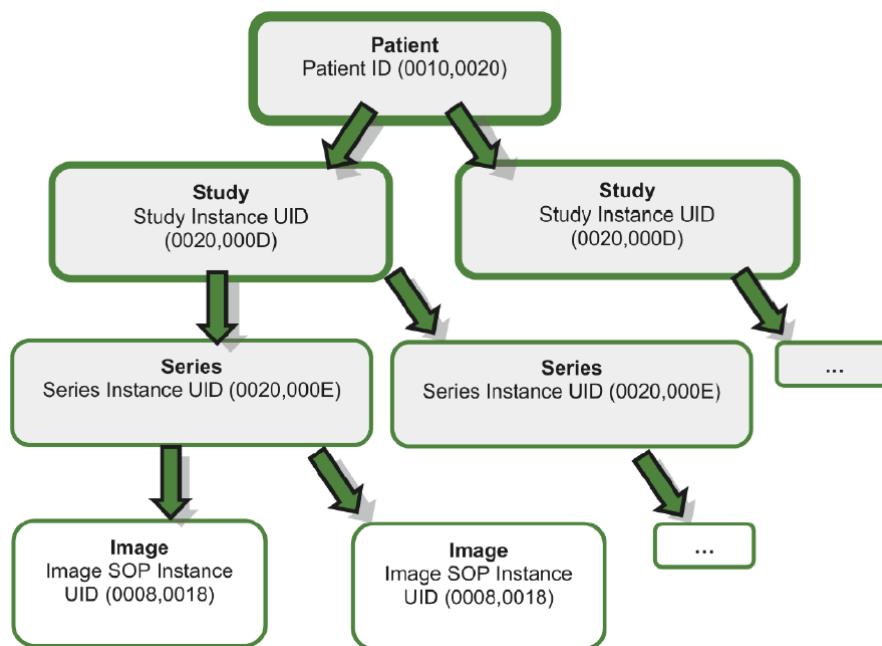 Patient
Patient ID (0010,0020)
Study
Study Instance UID
(0020,000D)
Study
Study Instance UID
(0020,000D)
Series
Series Instance UID (0020,000E)
Series
Series Instance UID (0020,000E)
...
Image
Image SOP Instance
UID (0008,0018)
Image
Image SOP Instance
UID (0008,0018)
...